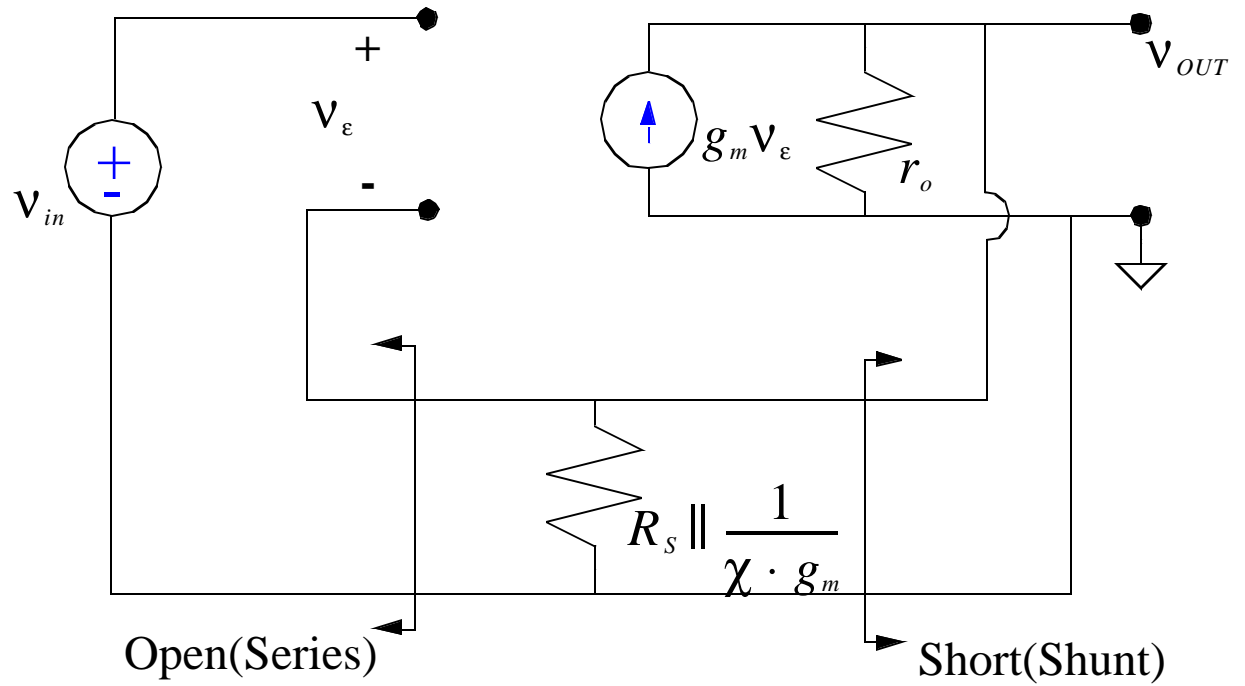 +
ν_OUT
ν_ε
+
g_m ν_ε
r_o
-
-
ν_in
R_S || 1/(χ · g_m)
Open(Series)
Short(Shunt)